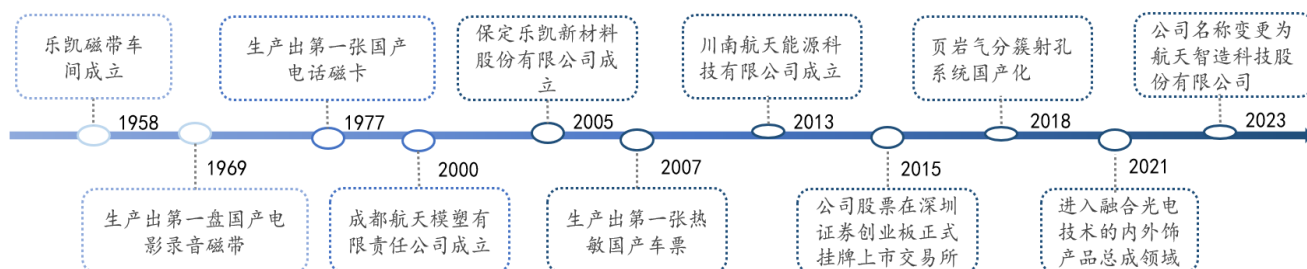 乐凯磁带车
间成立
1958
1969
生产出第一盘国产电
影录音磁带
生产出第一张国产
电话磁卡
1977
2000
成都航天模塑有
限责任公司成立
保定乐凯新材料
股份有限公司成
立
2005
2007
生产出第一张热
敏国产车票
川南航天能源科
技有限公司成立
2013
2015
公司股票在深圳
证券创业板正式
挂牌上市交易所
页岩气分簇射孔
系统国产化
2018
2021
进入融合光电
技术的内外饰
产品总成领域
公司名称变更为
航天智造科技股
份有限公司
2023